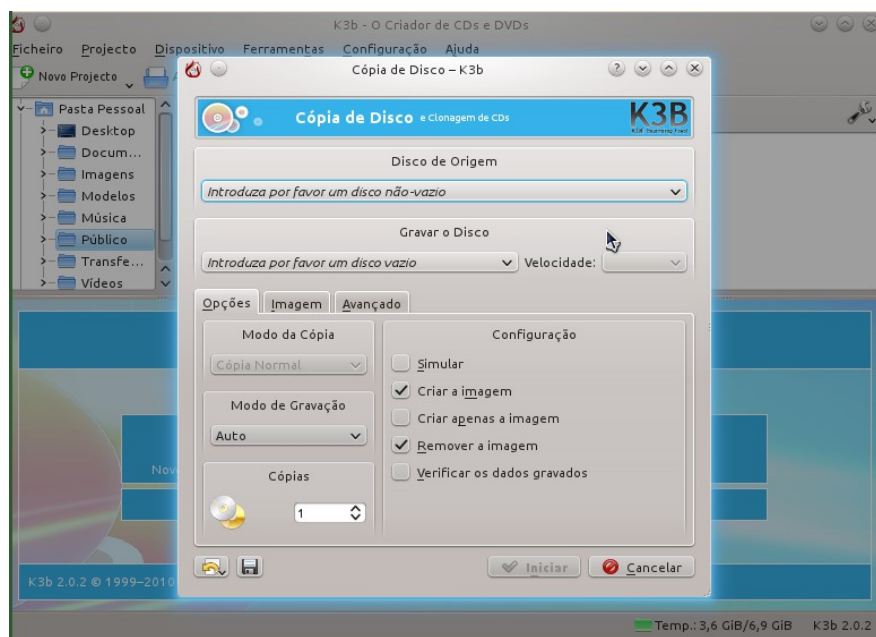 K3b - O Criador de CDs e DVDs
Ficheiro Projecto Dispositivo Ferramentas Configuração Ajuda
Novo Projecto
Cópia de Disco – K3b
Pasta Pessoal
Desktop
Docum...
Imagens
Modelos
Música
Público
Transfe...
Vídeos
Cópia de Disco e Clonagem de CDs
K3B
Disco de Origem
Introduza por favor um disco não-vazio
Gravar o Disco
Introduza por favor um disco vazio Velocidade:
Opções Imagem Avançado
Modo da Cópia
Cópia Normal
Modo de Gravação
Auto
Cópias
1
Configuração
Simular
Criar a imagem
Criar apenas a imagem
Remover a imagem
Verificar os dados gravados
Iniciar Cancelar
K3b 2.0.2 © 1999–2010
Temp.: 3,6 GiB/6,9 GiB K3b 2.0.2